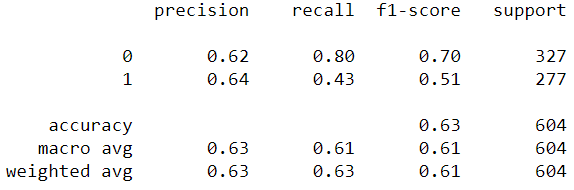 precision recall f1-score support
0 0.62 0.80 0.70 327
1 0.64 0.43 0.51 277
accuracy 0.63 604
macro avg 0.63 0.61 0.61 604
weighted avg 0.63 0.63 0.61 604